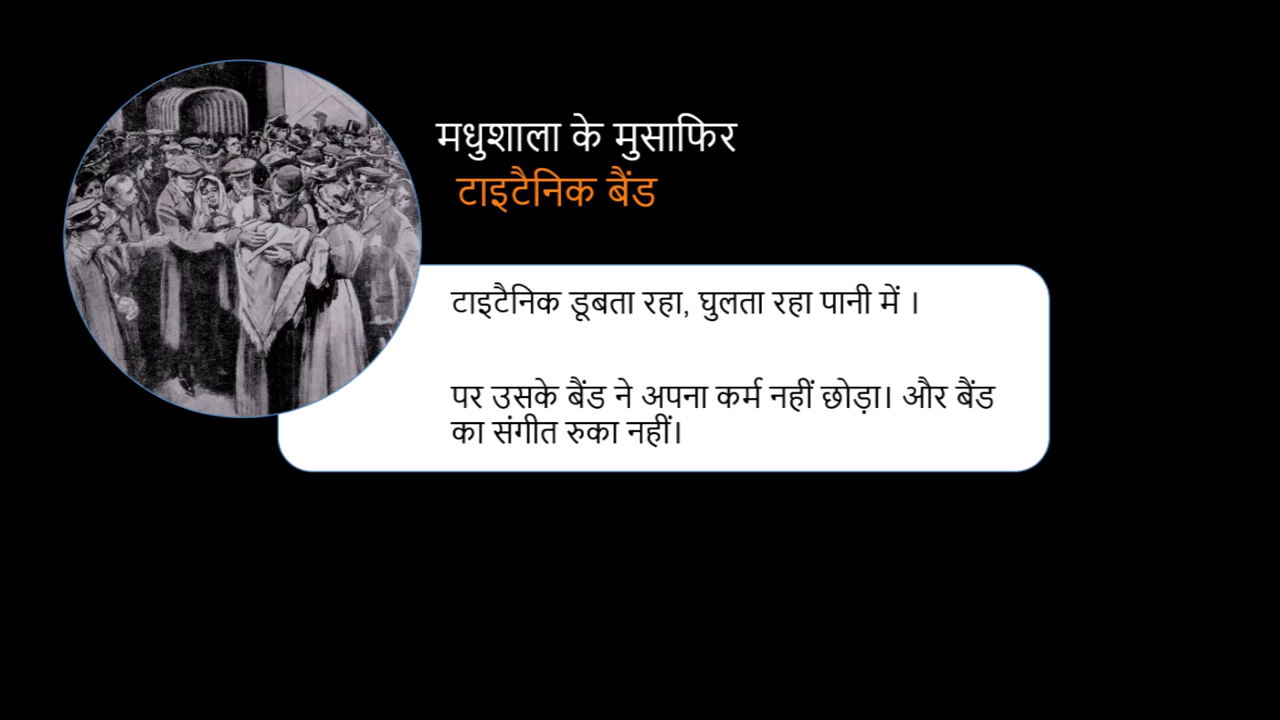 मधुशाला के मुसाफिर
टाइटैनिक बैंड
टाइटैनिक डूबता रहा, घुलता रहा पानी में ।
पर उसके बैंड ने अपना कर्म नहीं छोड़ा। और बैंड
का संगीत रुका नहीं।